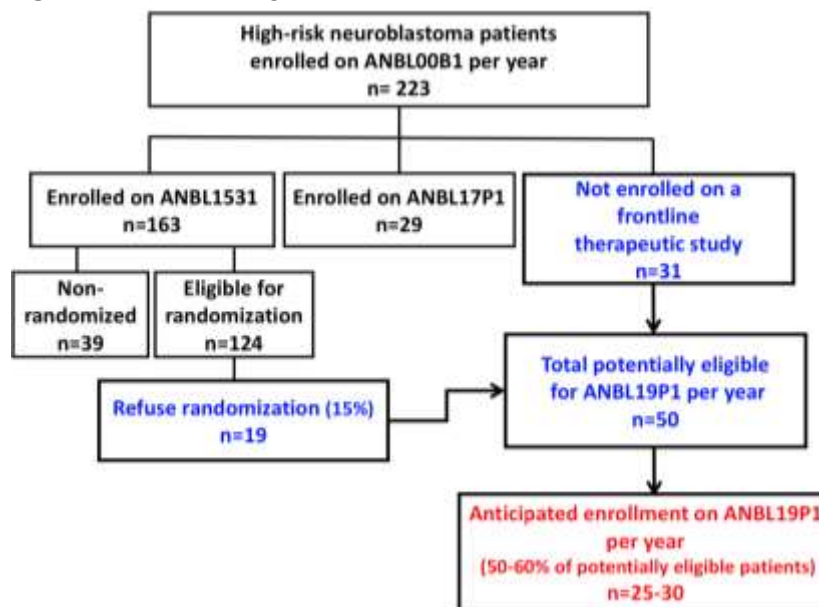 High-risk neuroblastoma patients
enrolled on ANBL00B1 per year
n= 223
Enrolled on ANBL1531
n=163
Enrolled on ANBL17P1
n=29
Not enrolled on a
frontline
therapeutic study
n=31
Non-
randomized
n=39
Eligible for
randomization
n=124
Refuse randomization (15%)
n=19
Total potentially eligible
for ANBL19P1 per year
n=50
Anticipated enrollment on ANBL19P1
per year
(50-60% of potentially eligible patients)
n=25-30